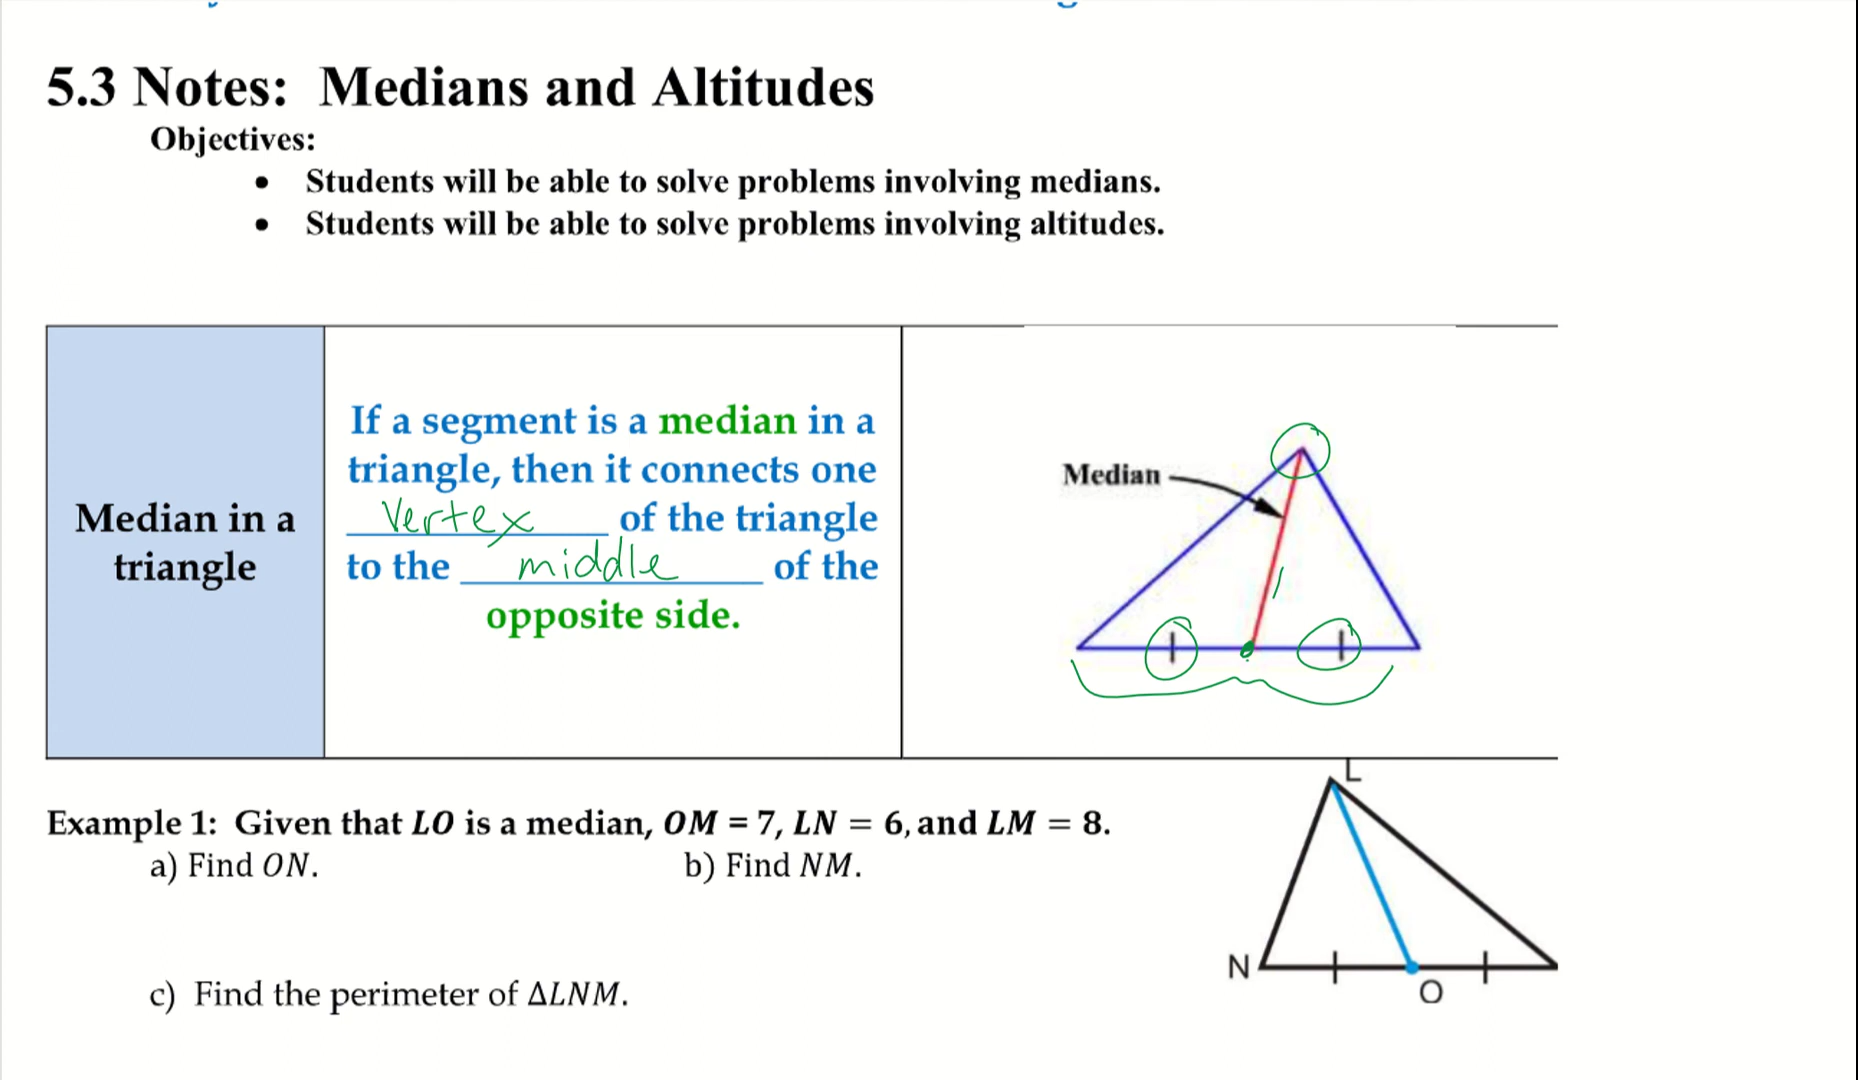 5.3 Notes: Medians and Altitudes
Objectives:
• Students will be able to solve problems involving medians.
• Students will be able to solve problems involving altitudes.
Median in a
triangle
If a segment is a median in a
triangle, then it connects one
Vertex of the triangle
to the middle of the
opposite side.
Median
Example 1: Given that LO is a median, OM = 7, LN = 6, and LM = 8.
a) Find ON.
b) Find NM.
c) Find the perimeter of ΔLNM.
L
N
O